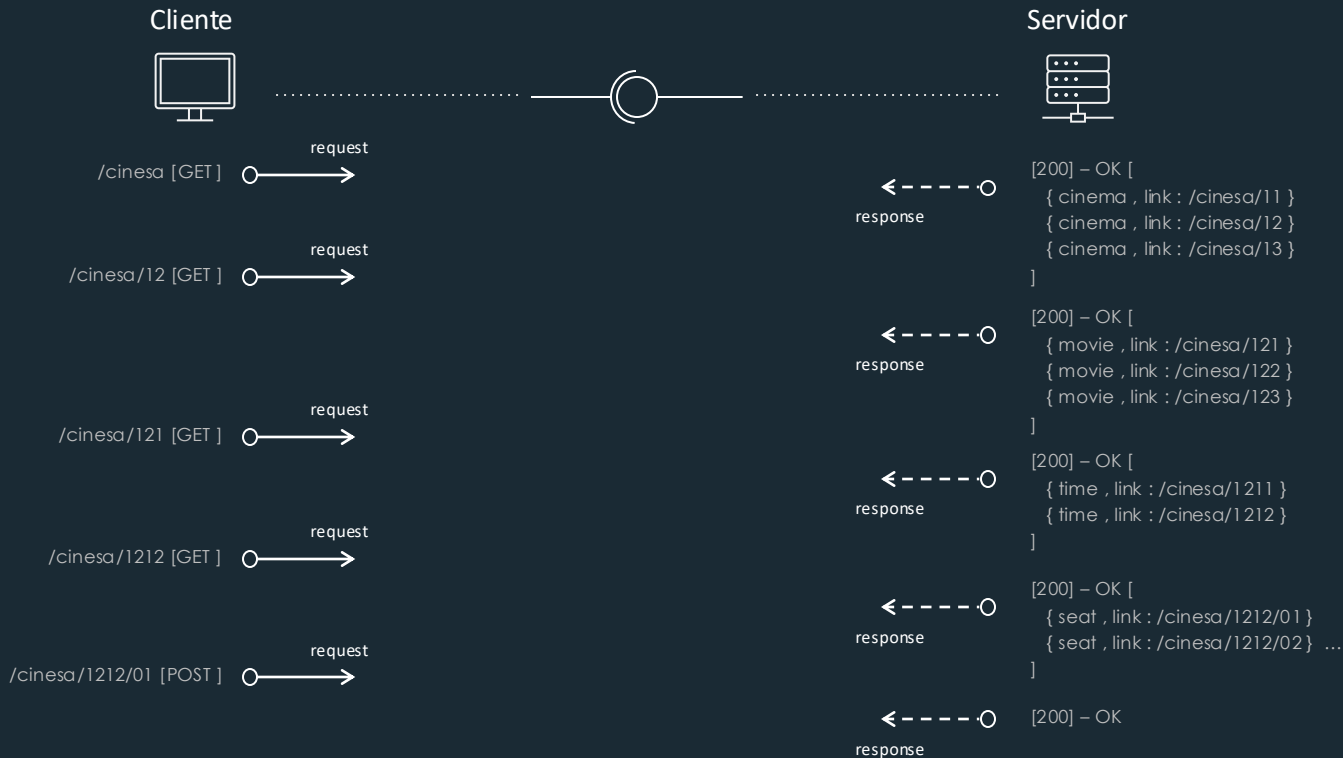 Cliente
Servidor
request
/cinesa [GET ]
[200] – OK [
{ cinema , link : /cinesa/11 }
{ cinema , link : /cinesa/12 }
{ cinema , link : /cinesa/13 }
]
response
request
/cinesa/12 [GET ]
[200] – OK [
{ movie , link : /cinesa/121 }
{ movie , link : /cinesa/122 }
{ movie , link : /cinesa/123 }
]
response
request
/cinesa/121 [GET ]
[200] – OK [
{ time , link : /cinesa/1211 }
{ time , link : /cinesa/1212 }
]
response
request
/cinesa/1212 [GET ]
[200] – OK [
{ seat , link : /cinesa/1212/01 }
{ seat , link : /cinesa/1212/02 } ...
]
response
request
/cinesa/1212/01 [POST ]
[200] – OK
response